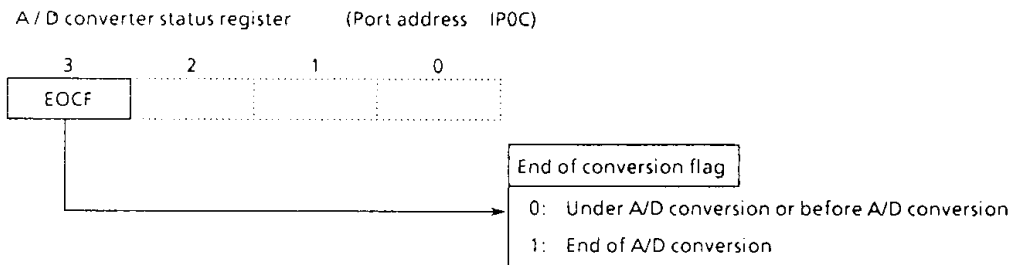 A/D converter status register (Port address IP0C)
3 2 1 0
EOCF
End of conversion flag
0: Under A/D conversion or before A/D conversion
1: End of A/D conversion